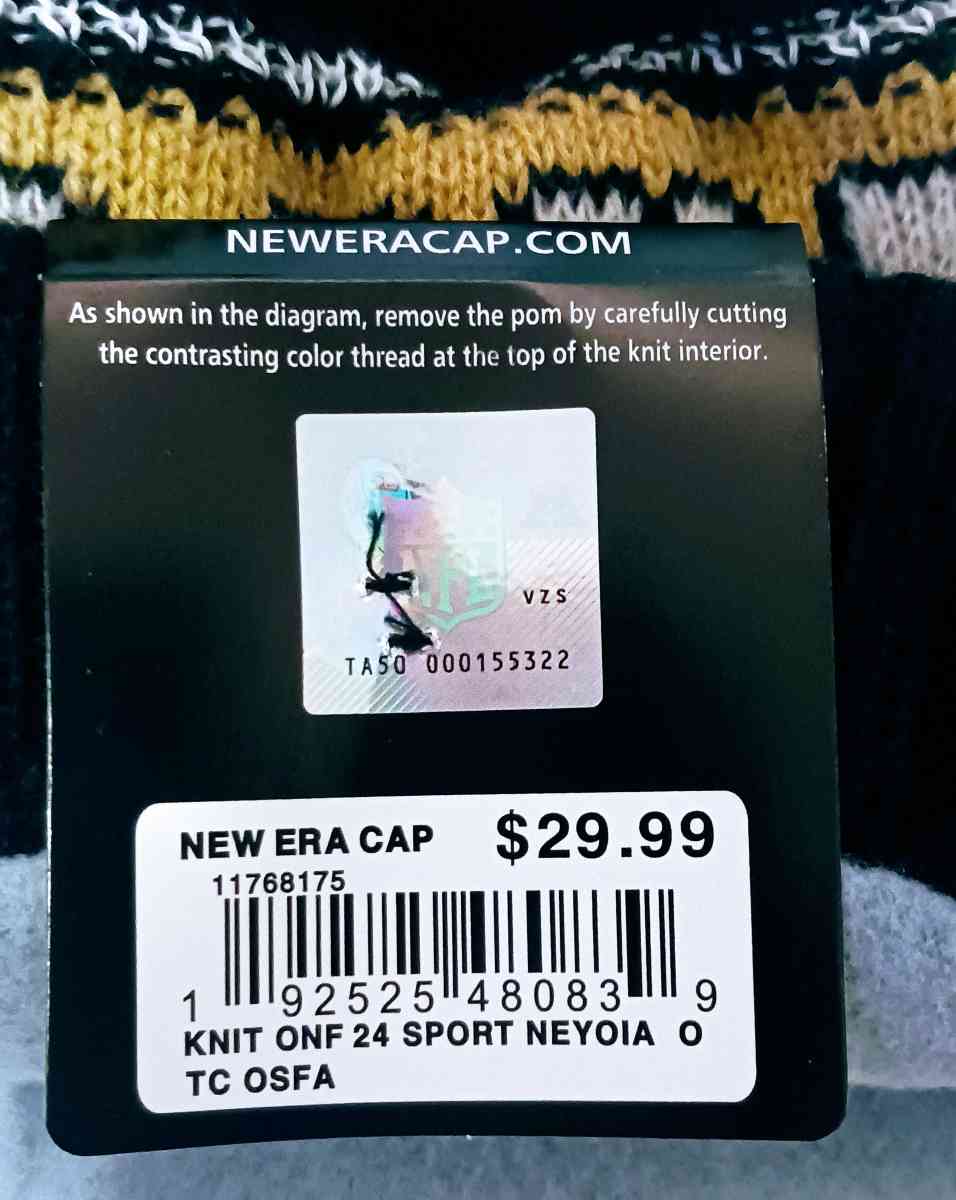 NEWERACAP.COM
As shown in the diagram, remove the pom by carefully cutting
the contrasting color thread at the top of the knit interior.
NFL
VZS
TA50 000155322
NEW ERA CAP $29.99
11768175
1 92525 48083 9
KNIT ONF 24 SPORT NEYOIA O
TC OSFA